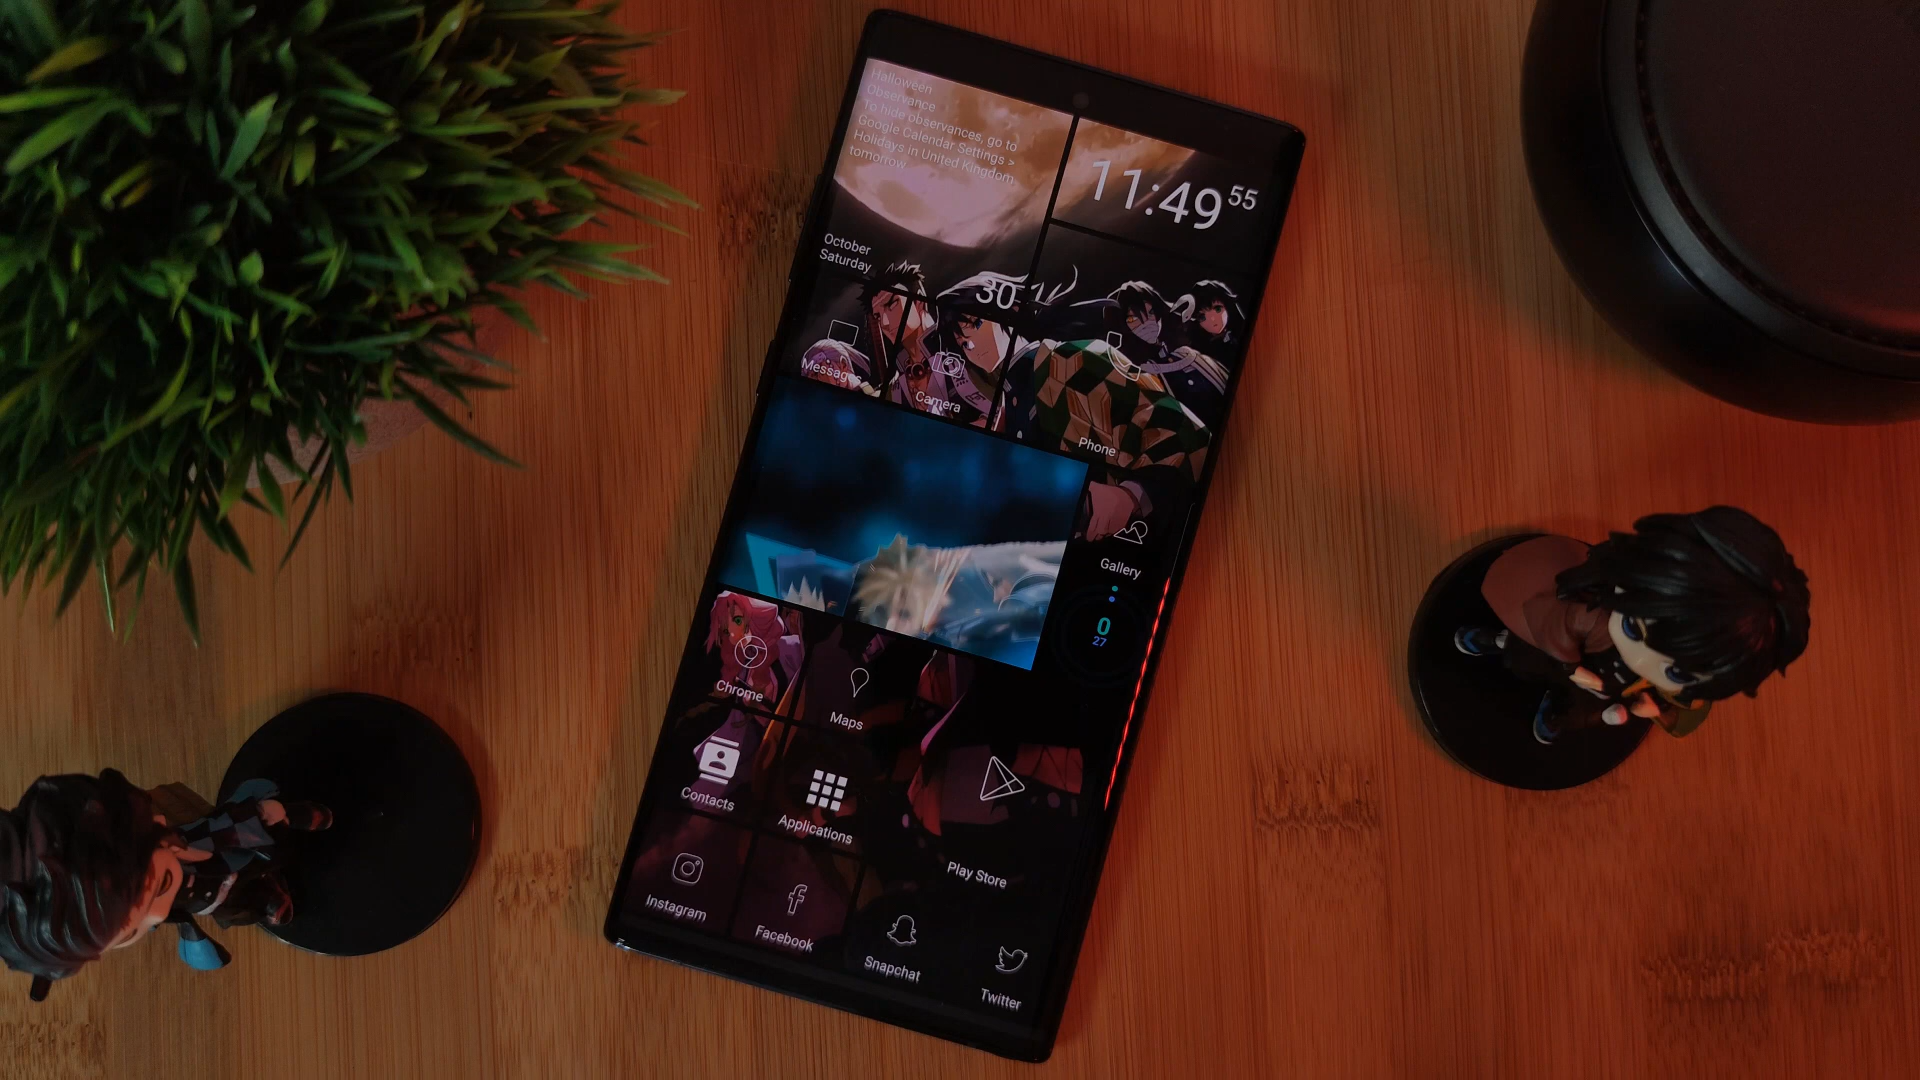 Halloween
Observance
To hide observances, go to
Google Calendar Settings >
Holidays in United Kingdom
tomorrow
11:49 55
October
Saturday
30
Messages
Camera
Phone
Gallery
0
27
Chrome
Maps
Contacts
Applications
Play Store
Instagram
Facebook
Snapchat
Twitter